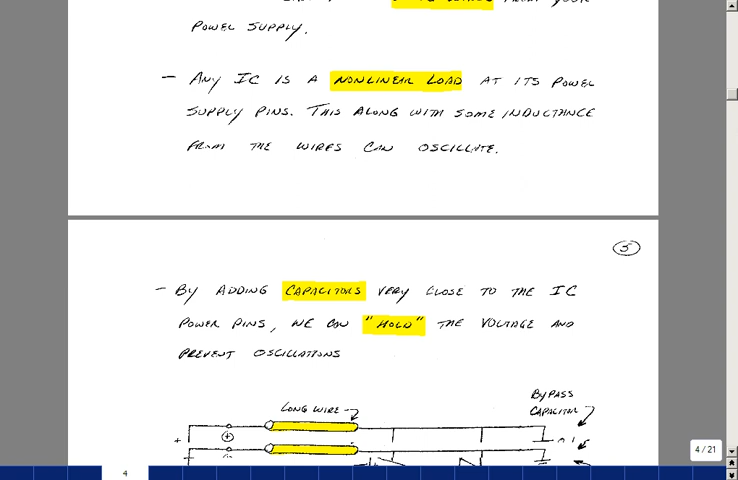 FROM YOUR
POWER SUPPLY.
- ANY IC IS A NONLINEAR LOAD AT ITS POWER
SUPPLY PINS. THIS ALONG WITH SOME INDUCTANCE
FROM THE WIRES CAN OSCILLATE.
5
- BY ADDING CAPACITORS VERY CLOSE TO THE IC
POWER PINS, WE CAN "HOLD" THE VOLTAGE AND
PREVENT OSCILLATIONS
BYPASS
LONG WIRE
CAPACITOR
+
+
4 / 21
4